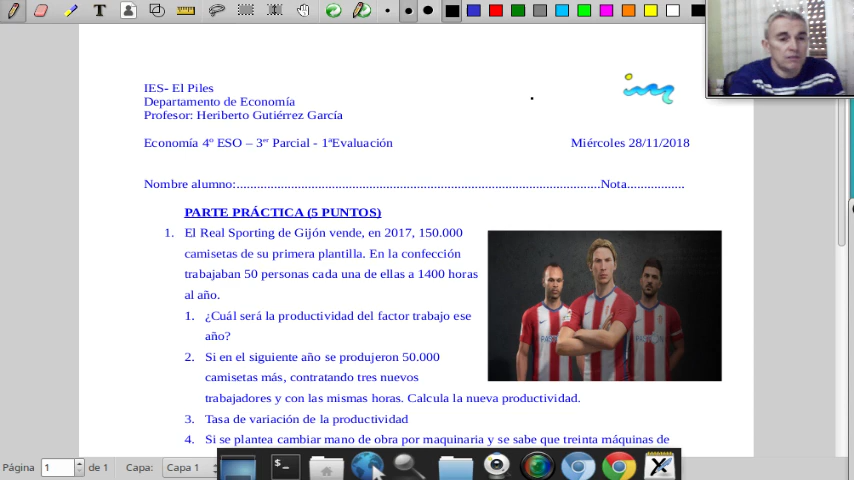 IES- El Piles
Departamento de Economía
Profesor: Heriberto Gutiérrez García
Economía 4º ESO – 3er Parcial - 1ªEvaluación Miércoles 28/11/2018
Nombre alumno:.............................................................................................................Nota.................
PARTE PRÁCTICA (5 PUNTOS)
1. El Real Sporting de Gijón vende, en 2017, 150.000
camisetas de su primera plantilla. En la confección
trabajaban 50 personas cada una de ellas a 1400 horas
al año.
1. ¿Cuál será la productividad del factor trabajo ese
año?
2. Si en el siguiente año se produjeron 50.000
camisetas más, contratando tres nuevos
trabajadores y con las mismas horas. Calcula la nueva productividad.
3. Tasa de variación de la productividad
4. Si se plantea cambiar mano de obra por maquinaria y se sabe que treinta máquinas de
Página 1 de 1 Capa: Capa 1